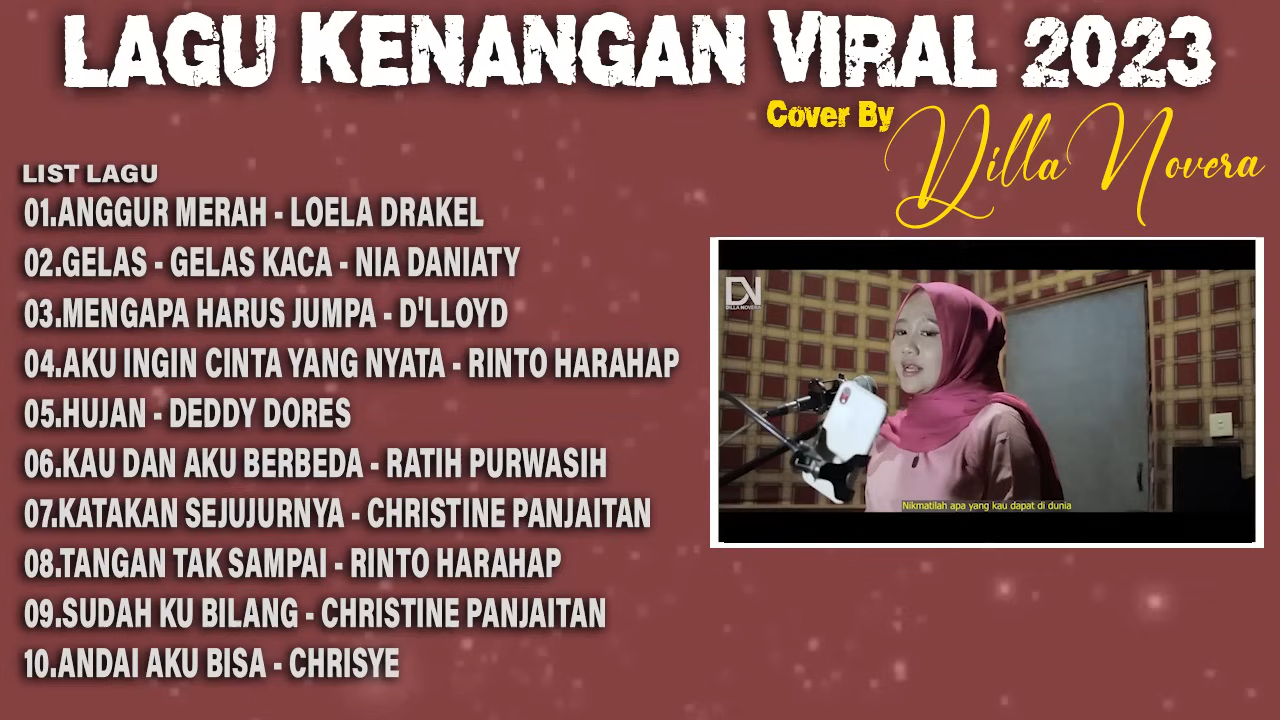 LAGU KENANGAN VIRAL 2023
Cover By Dilla Novera
LIST LAGU
01.ANGGUR MERAH - LOELA DRAKEL
02.GELAS - GELAS KACA - NIA DANIATY
03.MENGAPA HARUS JUMPA - D'LLOYD
04.AKU INGIN CINTA YANG NYATA - RINTO HARAHAP
05.HUJAN - DEDDY DORES
06.KAU DAN AKU BERBEDA - RATIH PURWASIH
07.KATAKAN SEJUJURNYA - CHRISTINE PANJAITAN
08.TANGAN TAK SAMPAI - RINTO HARAHAP
09.SUDAH KU BILANG - CHRISTINE PANJAITAN
10.ANDAI AKU BISA - CHRISYE
DN
DILLA NOVERA
Nikmatilah apa yang kau dapat di dunia